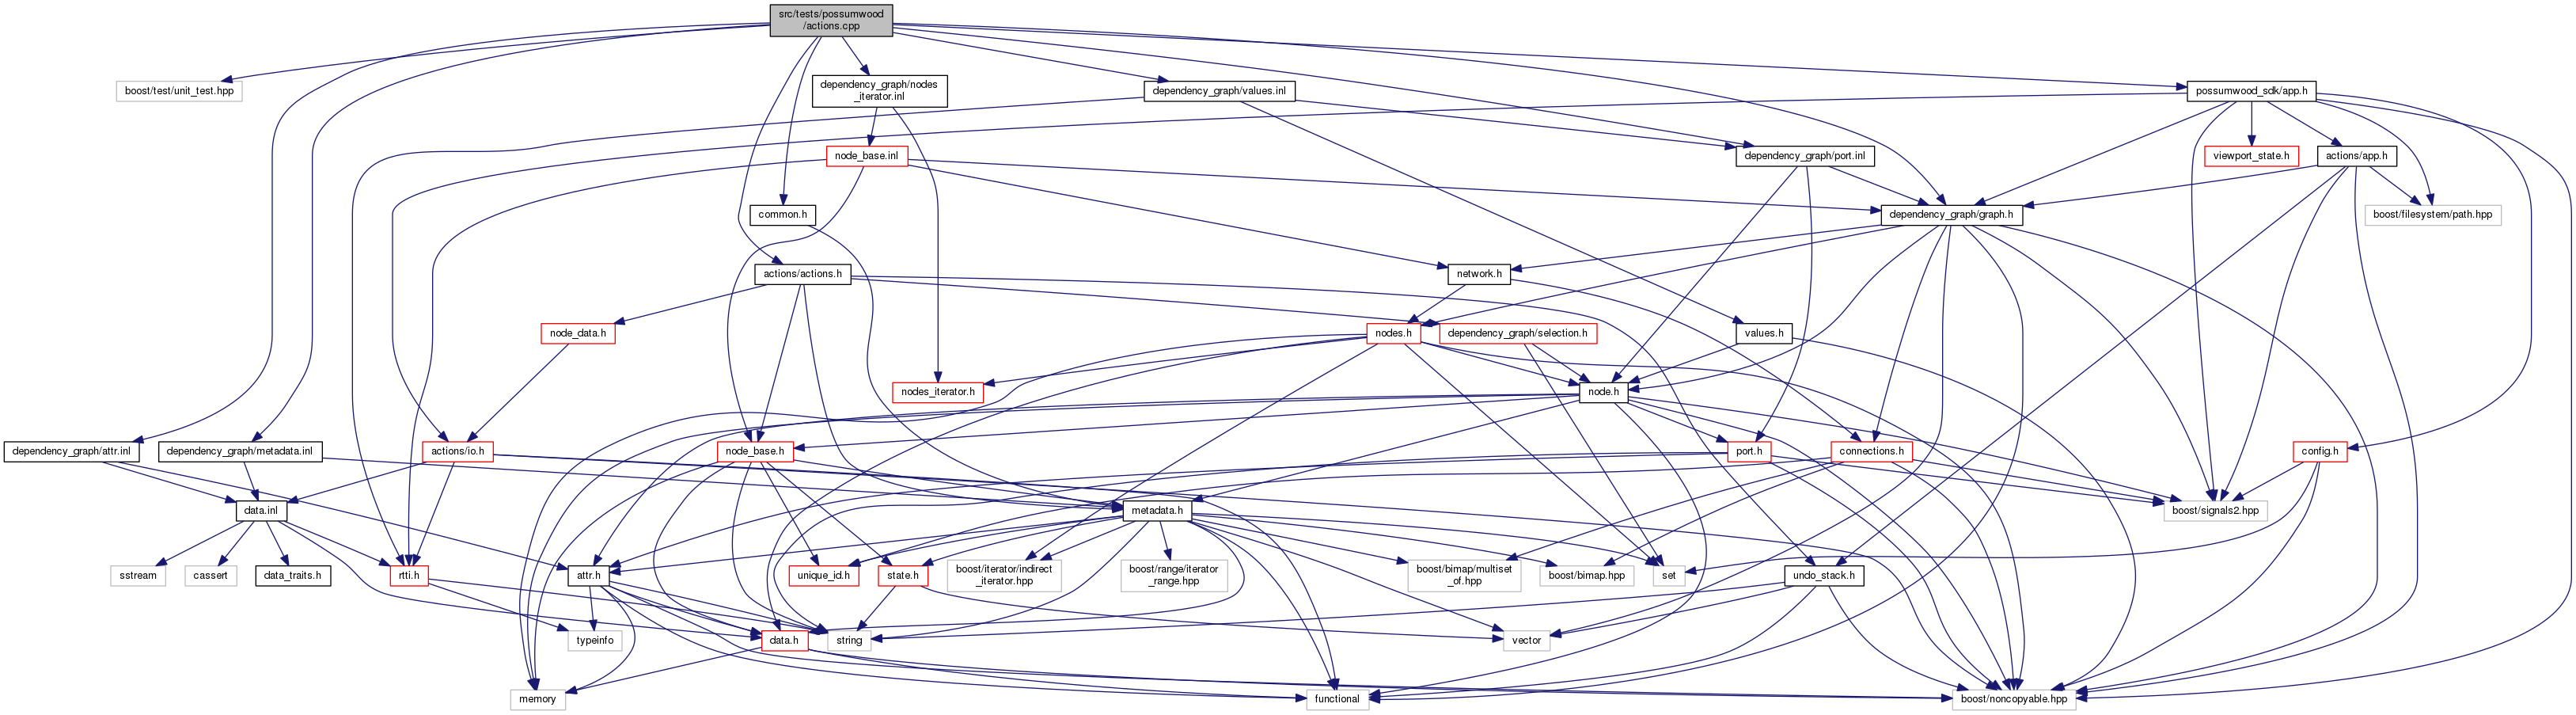 src/tests/possumwood
/actions.cpp
boost/test/unit_test.hpp
dependency_graph/nodes
_iterator.inl
dependency_graph/values.inl
possumwood_sdk/app.h
node_base.inl
dependency_graph/port.inl
viewport_state.h
actions/app.h
common.h
dependency_graph/graph.h
boost/filesystem/path.hpp
actions/actions.h
network.h
node_data.h
nodes.h
dependency_graph/selection.h
values.h
nodes_iterator.h
node.h
dependency_graph/attr.inl
dependency_graph/metadata.inl
actions/io.h
node_base.h
port.h
connections.h
config.h
data.inl
metadata.h
boost/signals2.hpp
sstream
cassert
data_traits.h
rtti.h
attr.h
unique_id.h
state.h
boost/iterator/indirect
_iterator.hpp
boost/range/iterator
_range.hpp
boost/bimap/multiset
_of.hpp
boost/bimap.hpp
set
undo_stack.h
typeinfo
data.h
string
vector
memory
functional
boost/noncopyable.hpp